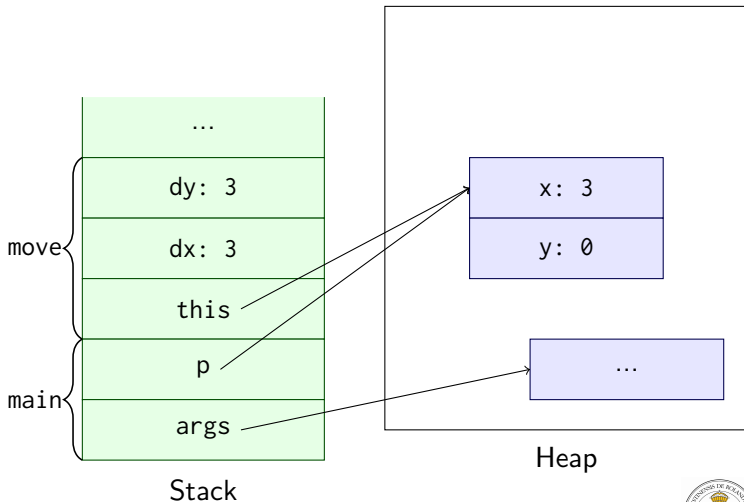 ...
dy: 3
dx: 3
this
p
args
move
main
Stack
x: 3
y: 0
...
Heap